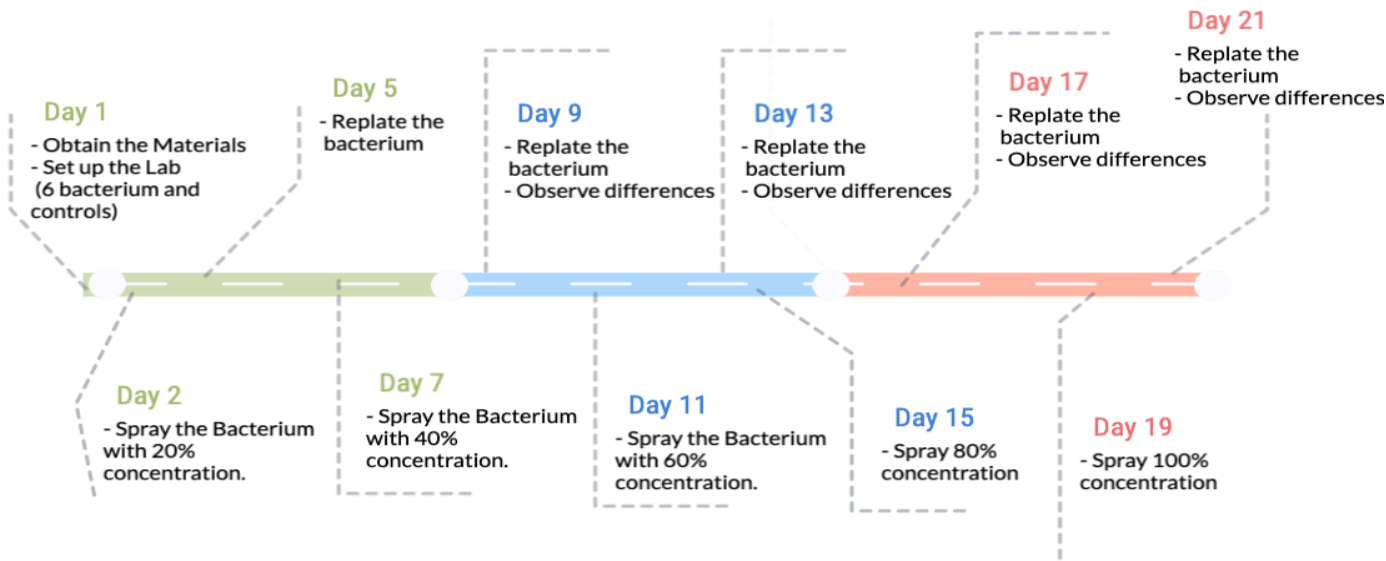 Day 1
- Obtain the Materials
- Set up the Lab
(6 bacterium and
controls)
Day 2
- Spray the Bacterium
with 20%
concentration.
Day 5
- Replate the
bacterium
Day 7
- Spray the Bacterium
with 40%
concentration.
Day 9
- Replate the
bacterium
- Observe differences
Day 11
- Spray the Bacterium
with 60%
concentration.
Day 13
- Replate the
bacterium
- Observe differences
Day 15
- Spray 80%
concentration
Day 17
- Replate the
bacterium
- Observe differences
Day 19
- Spray 100%
concentration
Day 21
- Replate the
bacterium
- Observe differences